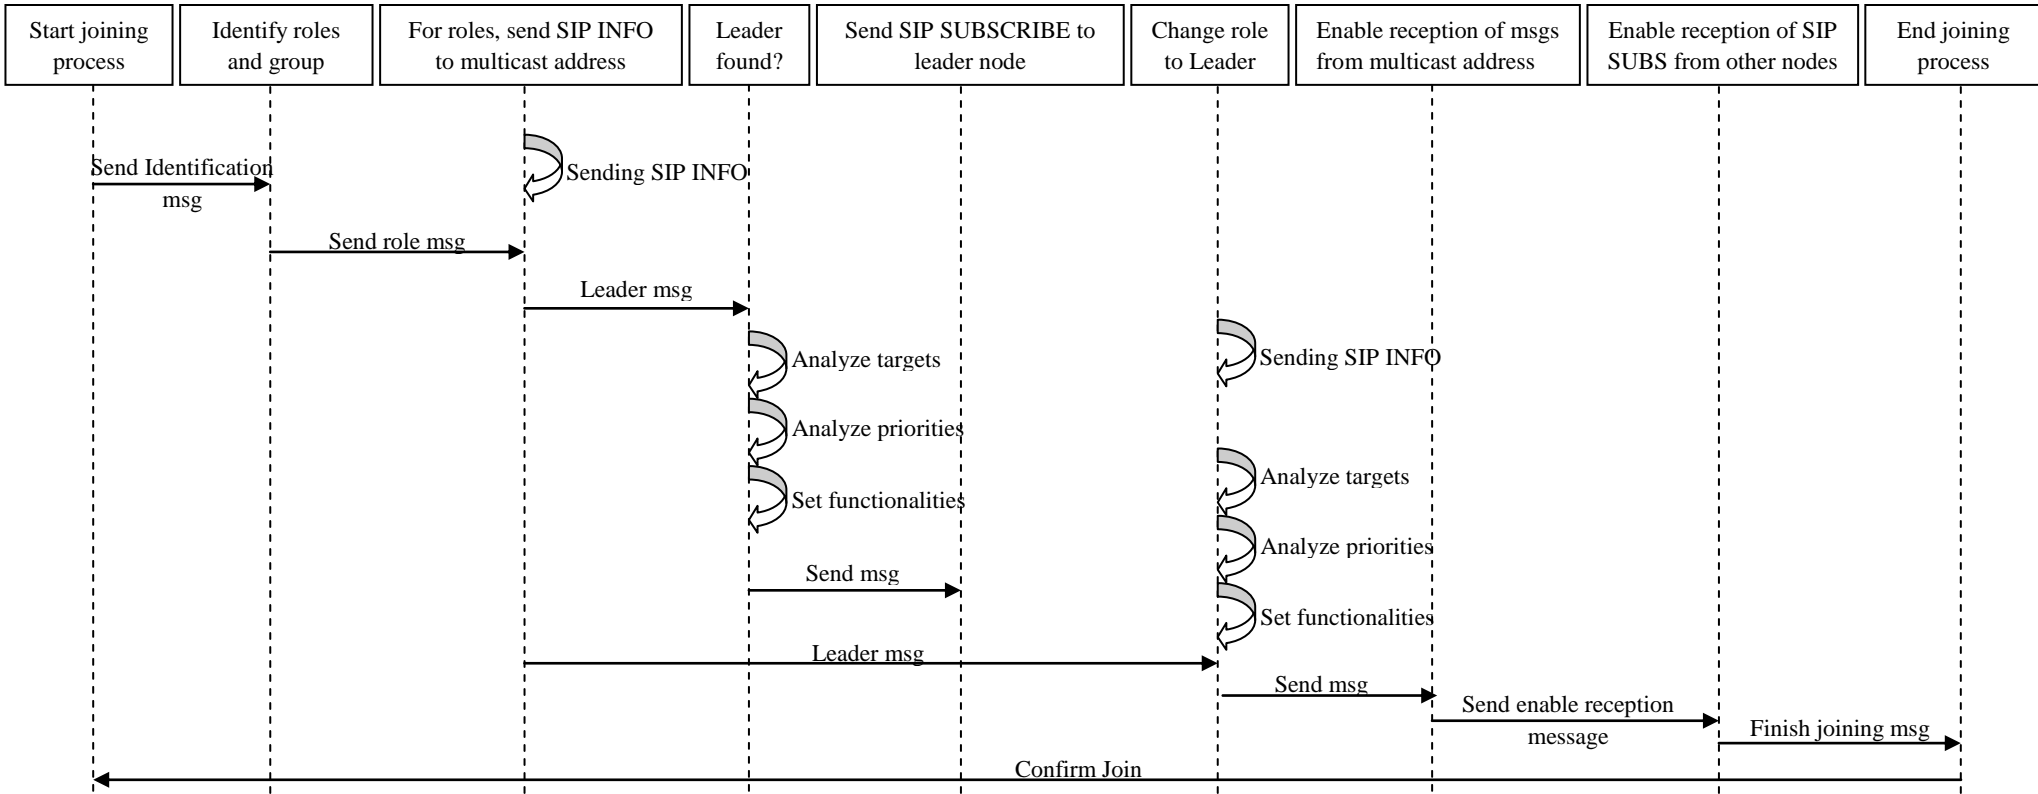 Start joining
process
Identify roles
and group
For roles, send SIP INFO
to multicast address
Leader
found?
Send SIP SUBSCRIBE to
leader node
Change role
to Leader
Enable reception of msgs
from multicast address
Enable reception of SIP
SUBS from other nodes
End joining
process
Send Identification
msg
Sending SIP INFO
Send role msg
Leader msg
Analyze targets
Sending SIP INFO
Analyze priorities
Analyze targets
Set functionalities
Analyze priorities
Send msg
Set functionalities
Leader msg
Send msg
Send enable reception
message
Finish joining msg
Confirm Join